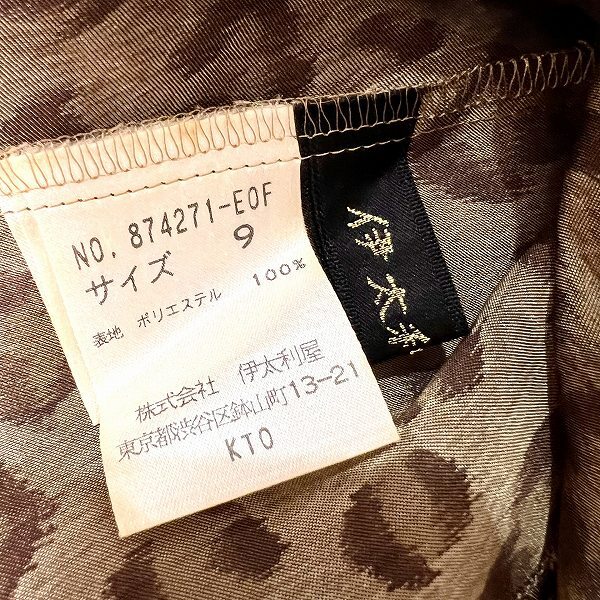 NO. 874271-EOF
サイズ 9
表地 ポリエステル 100%
株式会社 伊太利屋
東京都渋谷区鉢山町13-21
KTO
伊太利